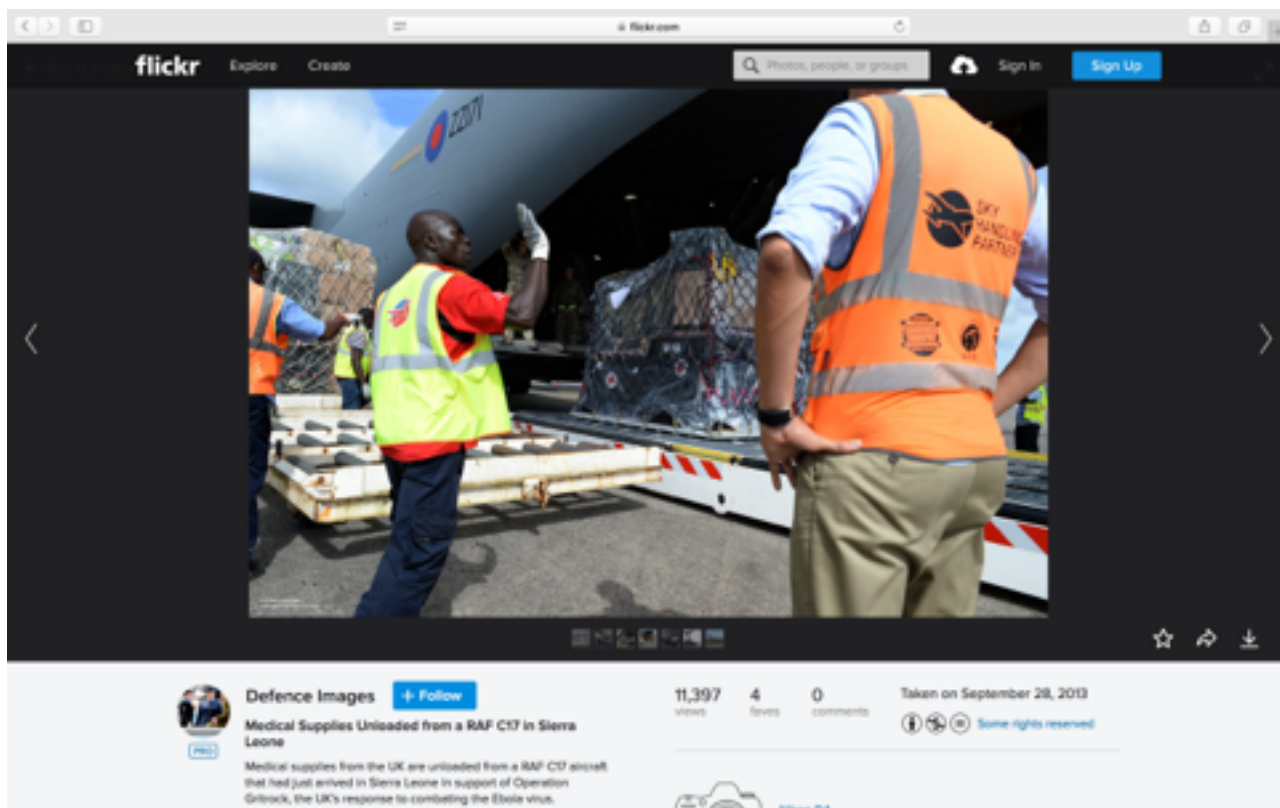 flickr.com
flickr Explore Create Photos, people, or groups Sign In Sign Up
ZZ171
SKY
HANDLING
PARTNER
Defence Images + Follow
PRO
Medical Supplies Unloaded from a RAF C17 in Sierra
Leone
Medical supplies from the UK are unloaded from a RAF C17 aircraft
that had just arrived in Sierra Leone in support of Operation
Gritrock, the UK's response to combating the Ebola virus.
11,397 4 0
views faves comments
Taken on September 28, 2013
Some rights reserved